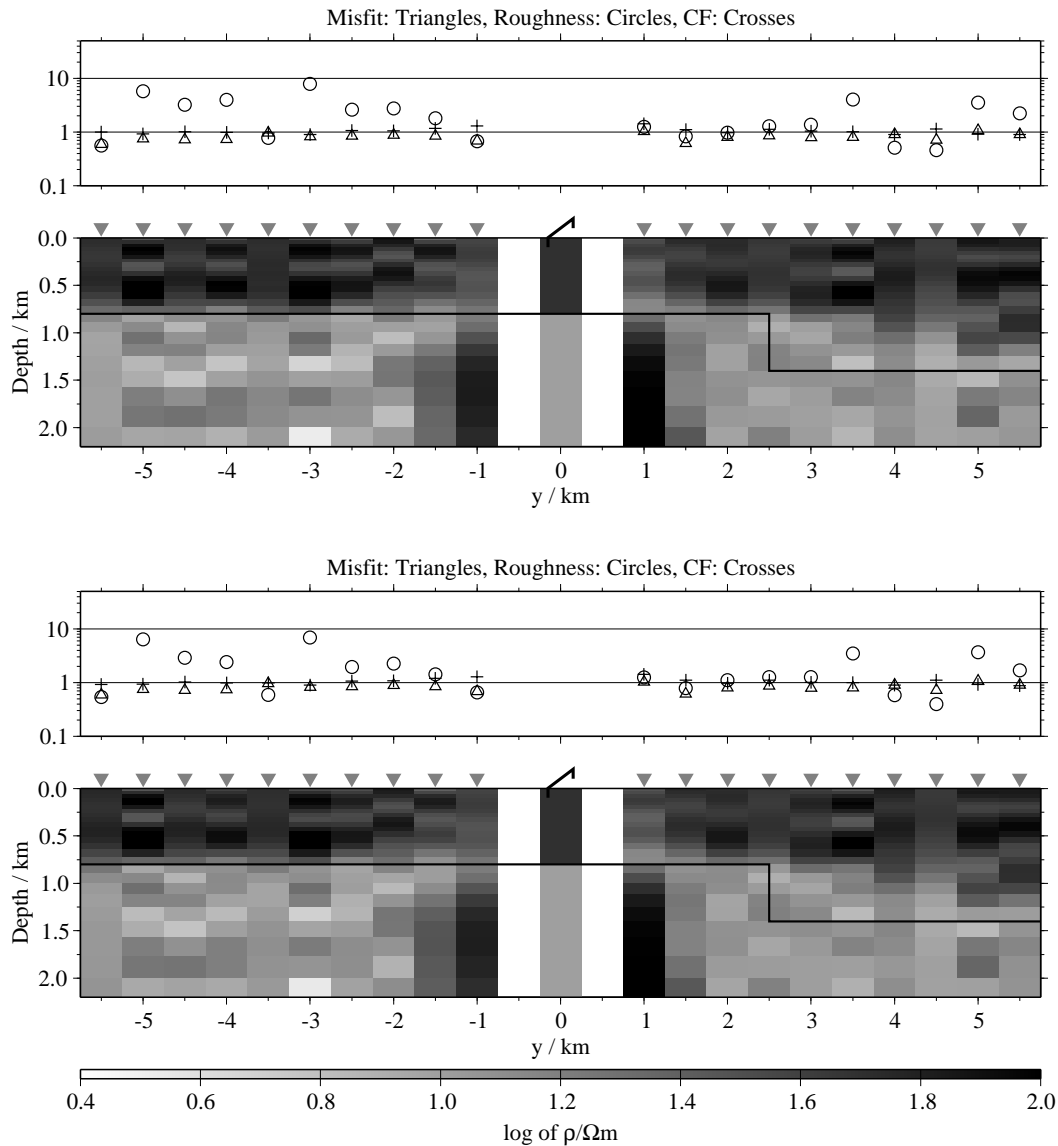 Misfit: Triangles, Roughness: Circles, CF: Crosses
10
1
0.1
0.0
0.5
1.0
1.5
2.0
Depth / km
-5 -4 -3 -2 -1 0 1 2 3 4 5
y / km
Misfit: Triangles, Roughness: Circles, CF: Crosses
10
1
0.1
0.0
0.5
1.0
1.5
2.0
Depth / km
-5 -4 -3 -2 -1 0 1 2 3 4 5
y / km
0.4 0.6 0.8 1.0 1.2 1.4 1.6 1.8 2.0
log of ρ/Ωm